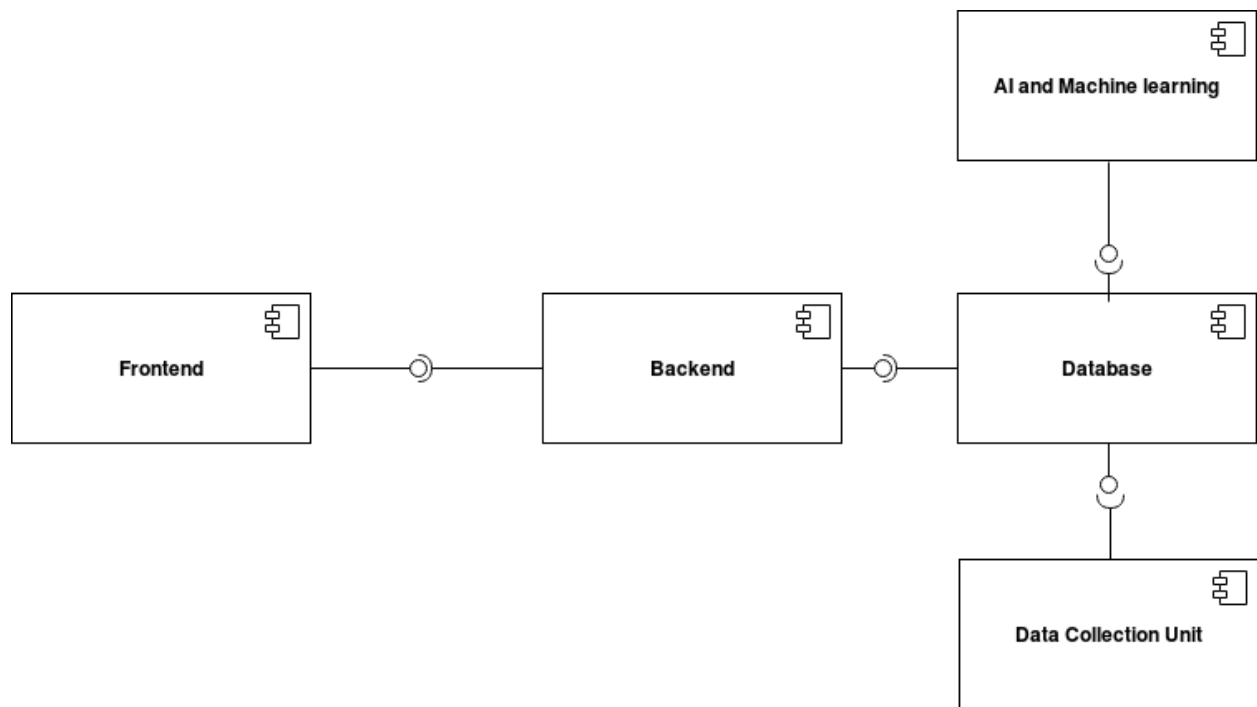 AI and Machine learning
Frontend
Backend
Database
Data Collection Unit